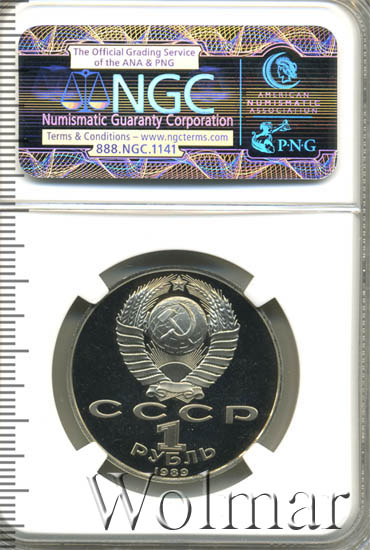 The Official Grading Service
of the ANA & PNG
NGC
Numismatic Guaranty Corporation
Terms & Conditions – www.ngcterms.com
888.NGC.1141
AMERICAN
NUMISMATIC
ASSOCIATION
P·N·G
СССР
1
РУБЛЬ
1989
Wolmar